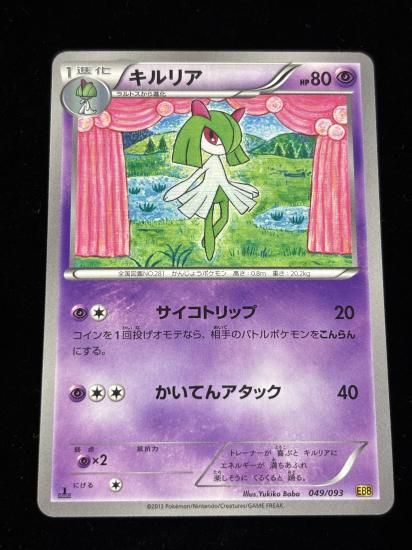 1進化
キルリア
HP80
ラルトスから進化
全国図鑑NO.281 かんじょうポケモン 高さ:0.8m 重さ:20.2kg
サイコトリップ 20
コインを1回投げオモテなら、相手のバトルポケモンをこんらん
にする。
かいてんアタック 40
弱点 抵抗力
×2
にげる
トレーナーが喜ぶと キルリアに
エネルギーが 満ちあふれ
楽しそうに くるくると 踊る。
Illus.Yukiko Baba 049/093 EBB
©2013 Pokémon/Nintendo/Creatures/GAME FREAK.